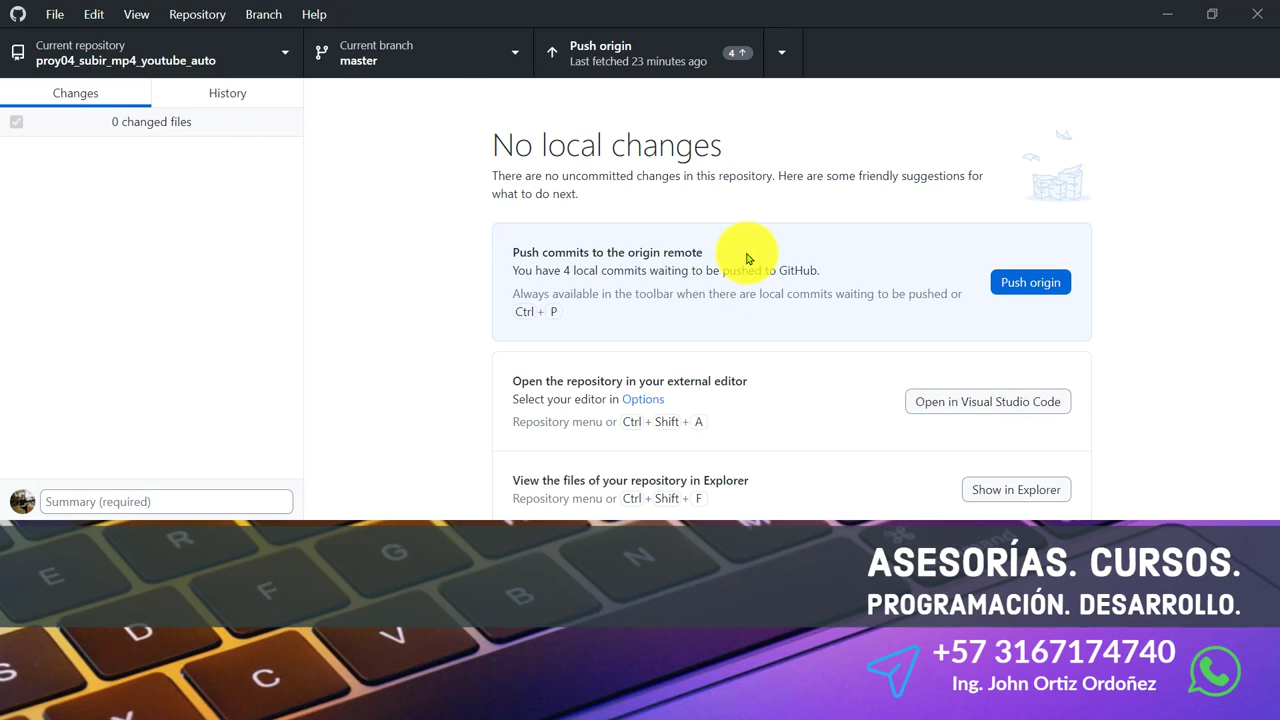 File Edit View Repository Branch Help
Current repository
proy04_subir_mp4_youtube_auto
Current branch
master
Push origin
Last fetched 23 minutes ago
4
Changes
History
0 changed files
No local changes
There are no uncommitted changes in this repository. Here are some friendly suggestions for
what to do next.
Push commits to the origin remote
You have 4 local commits waiting to be pushed to GitHub.
Always available in the toolbar when there are local commits waiting to be pushed or
Ctrl + P
Push origin
Open the repository in your external editor
Select your editor in Options
Repository menu or Ctrl + Shift + A
Open in Visual Studio Code
View the files of your repository in Explorer
Repository menu or Ctrl + Shift + F
Show in Explorer
Summary (required)
E R G N M
D F B
S C V
ASESORÍAS. CURSOS.
PROGRAMACIÓN. DESARROLLO.
+57 3167174740
Ing. John Ortiz Ordoñez